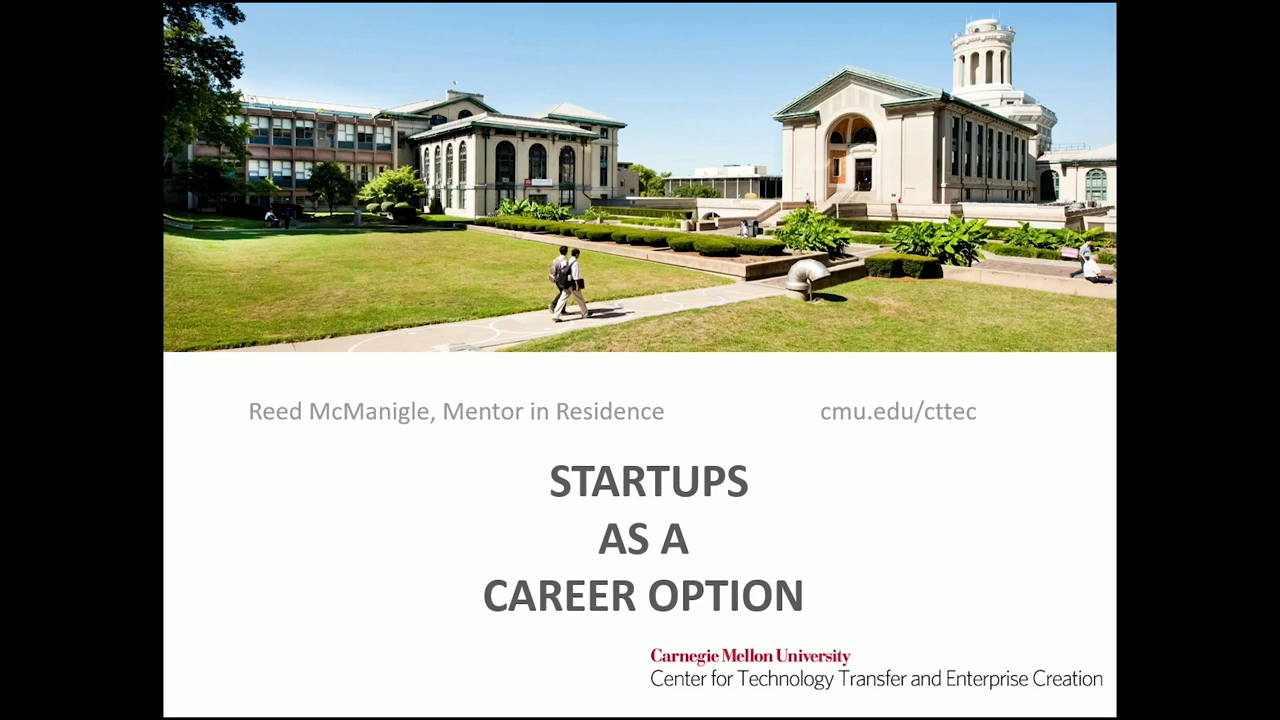 Reed McManigle, Mentor in Residence cmu.edu/cttec
STARTUPS
AS A
CAREER OPTION
Carnegie Mellon University
Center for Technology Transfer and Enterprise Creation